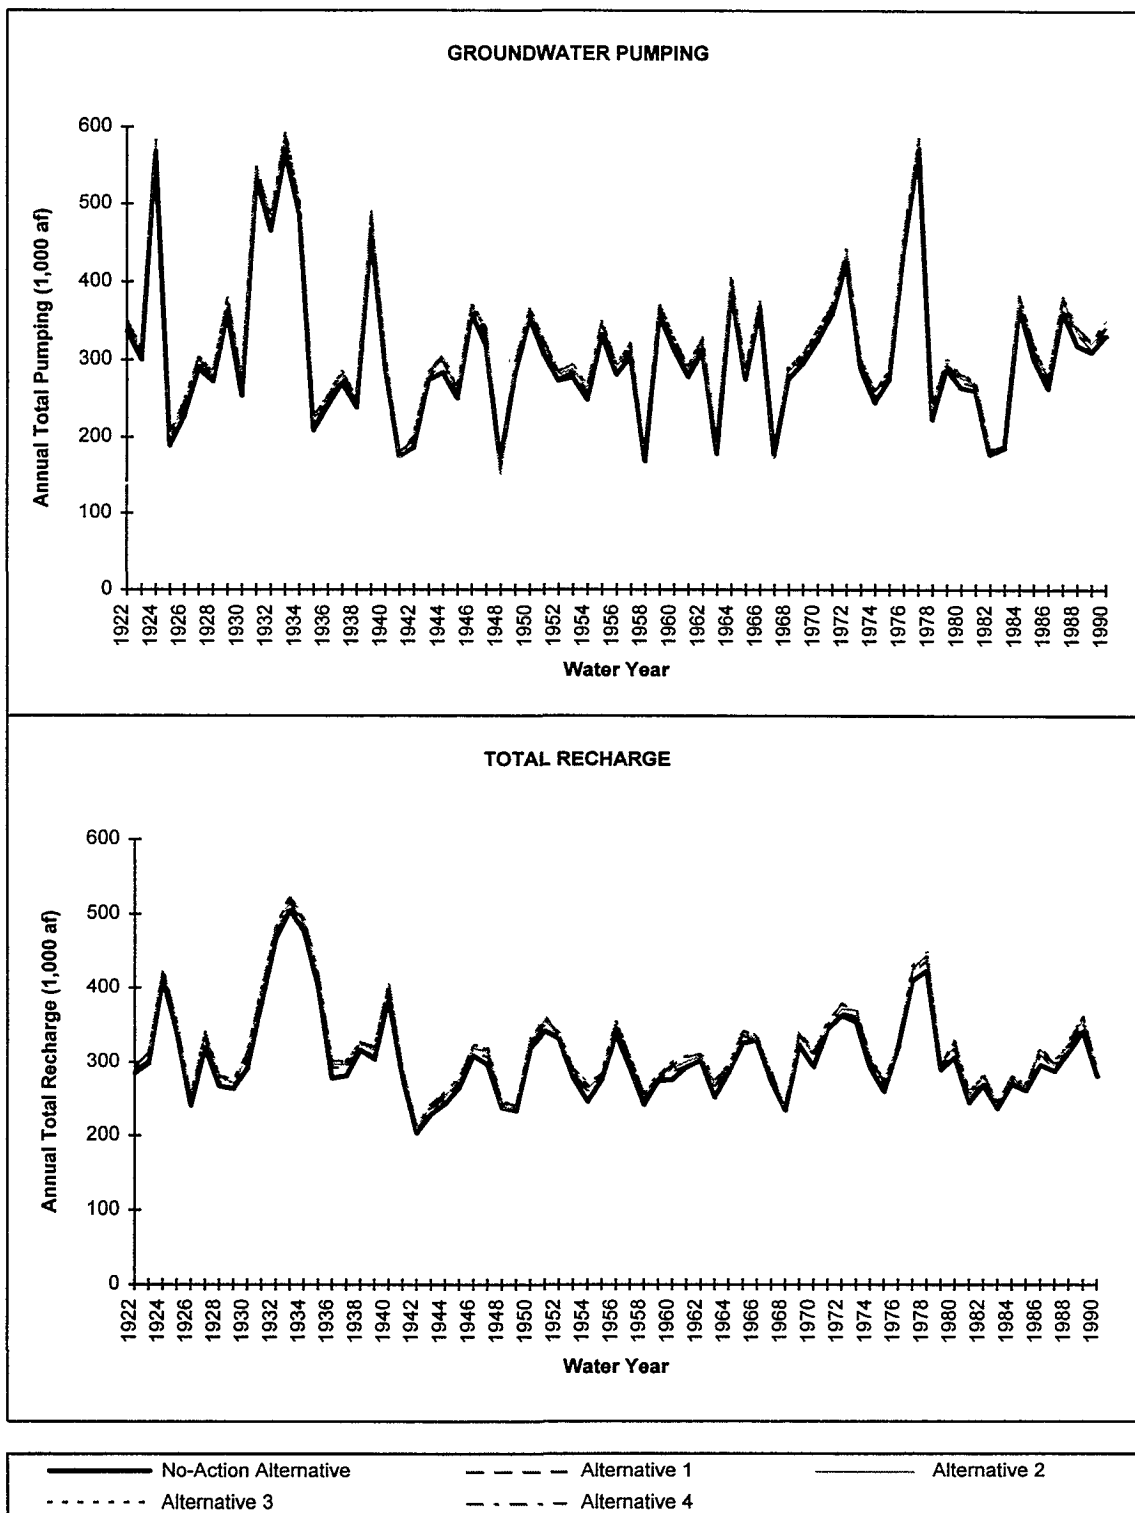 GROUNDWATER PUMPING
Annual Total Pumping (1,000 af)
600
500
400
300
200
100
0
1922 1924 1926 1928 1930 1932 1934 1936 1938 1940 1942 1944 1946 1948 1950 1952 1954 1956 1958 1960 1962 1964 1966 1968 1970 1972 1974 1976 1978 1980 1982 1984 1986 1988 1990
Water Year
TOTAL RECHARGE
Annual Total Recharge (1,000 af)
600
500
400
300
200
100
0
1922 1924 1926 1928 1930 1932 1934 1936 1938 1940 1942 1944 1946 1948 1950 1952 1954 1956 1958 1960 1962 1964 1966 1968 1970 1972 1974 1976 1978 1980 1982 1984 1986 1988 1990
Water Year
No-Action Alternative Alternative 1 Alternative 2
Alternative 3 Alternative 4